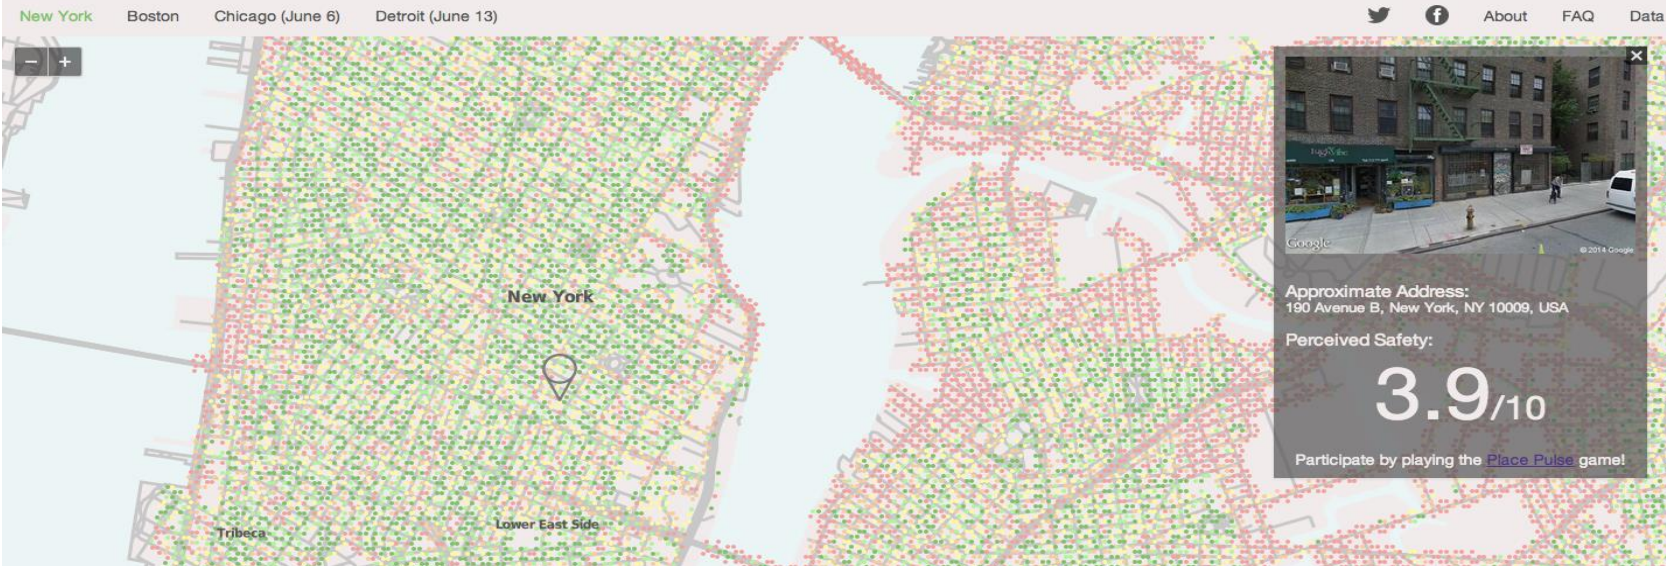 New York Boston Chicago (June 6) Detroit (June 13) About FAQ Data
− +
New York
Lower East Side
Tribeca
Google
© 2014 Google
Approximate Address:
190 Avenue B, New York, NY 10009, USA
Perceived Safety:
3.9/10
Participate by playing the Place Pulse game!